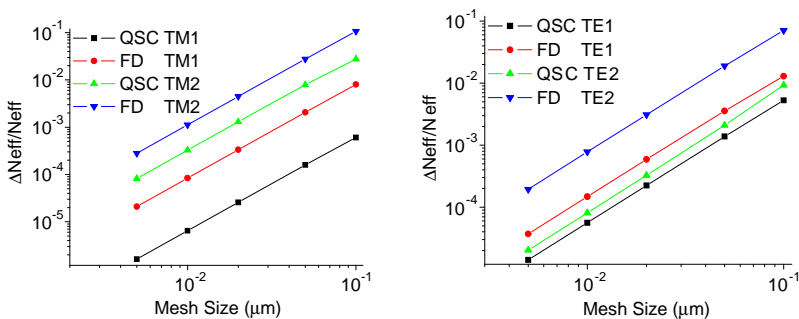 QSC TM1
FD TM1
QSC TM2
FD TM2
10^-1
10^-2
10^-3
10^-4
10^-5
ΔNeff/Neff
10^-2
10^-1
Mesh Size (μm)
QSC TE1
FD TE1
QSC TE2
FD TE2
10^-1
10^-2
10^-3
10^-4
ΔNeff/Neff
10^-2
10^-1
Mesh Size (μm)